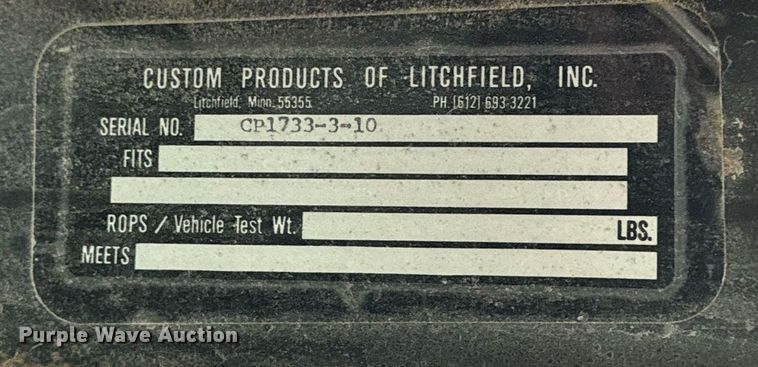 CUSTOM PRODUCTS OF LITCHFIELD, INC.
Litchfield, Minn. 55355 PH. (612) 693-3221
SERIAL NO. CP1733-3-10
FITS
ROPS / Vehicle Test Wt. LBS.
MEETS
Purple Wave Auction